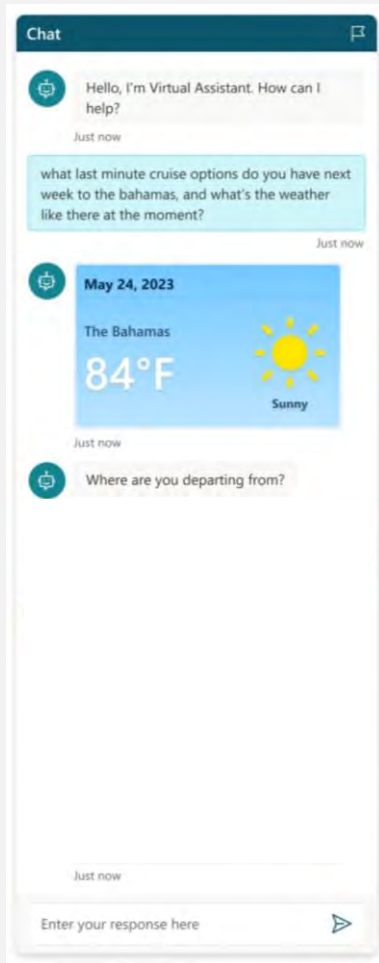 Chat
Hello, I'm Virtual Assistant. How can I
help?
Just now
what last minute cruise options do you have next
week to the bahamas, and what's the weather
like there at the moment?
Just now
May 24, 2023
The Bahamas
84°F
Sunny
Just now
Where are you departing from?
Just now
Enter your response here